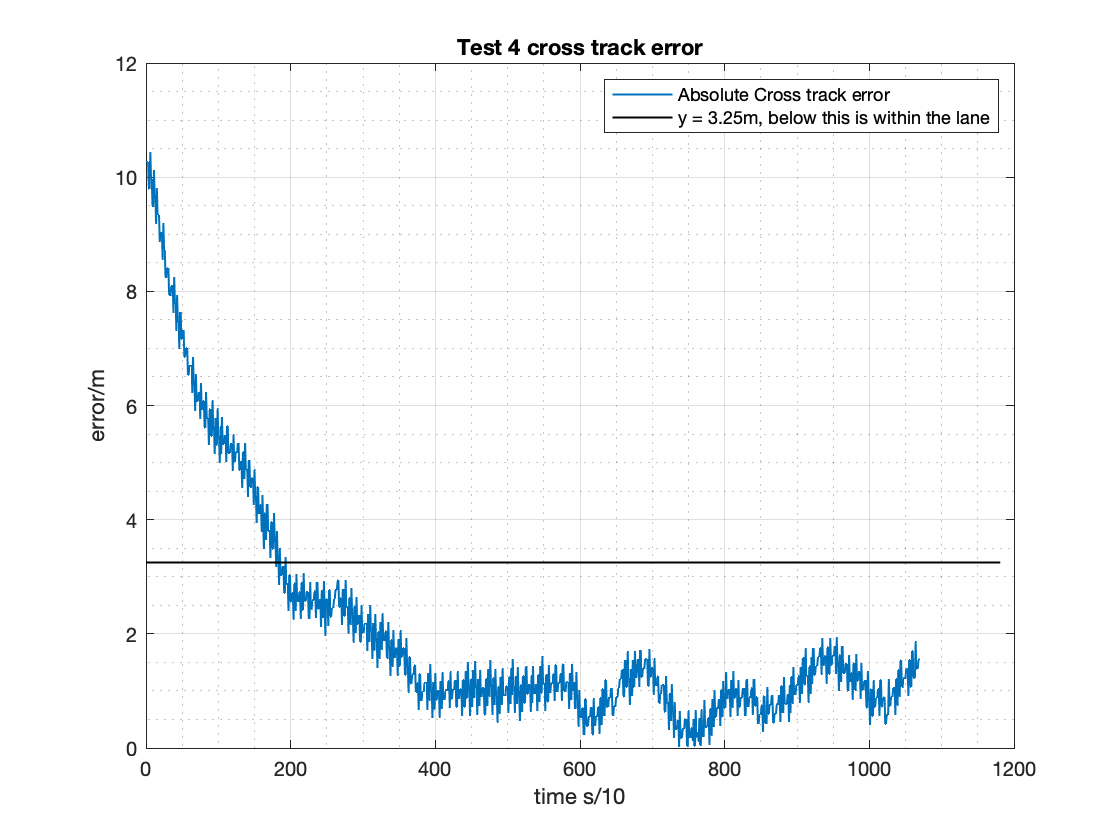 Test 4 cross track error
12
10
8
6
4
2
0
error/m
Absolute Cross track error
y = 3.25m, below this is within the lane
0 200 400 600 800 1000 1200
time s/10